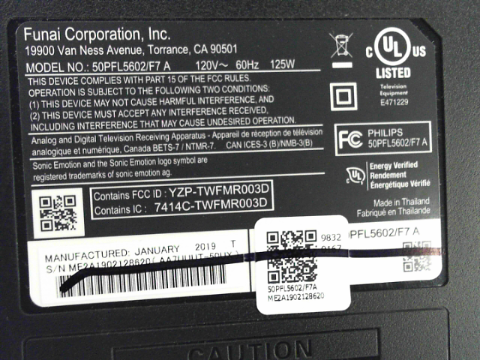 Funai Corporation, Inc.
19900 Van Ness Avenue, Torrance, CA 90501
MODEL NO.: 50PFL5602/F7 A 120V~ 60Hz 125W
THIS DEVICE COMPLIES WITH PART 15 OF THE FCC RULES.
OPERATION IS SUBJECT TO THE FOLLOWING TWO CONDITIONS:
(1) THIS DEVICE MAY NOT CAUSE HARMFUL INTERFERENCE, AND
(2) THIS DEVICE MUST ACCEPT ANY INTERFERENCE RECEIVED,
INCLUDING INTERFERENCE THAT MAY CAUSE UNDESIRED OPERATION.
Analog and Digital Television Receiving Apparatus - Appareil de réception de télévision
analogique et numérique, Canada BETS-7 / NTMR-7. CAN ICES-3 (B)/NMB-3(B)
Sonic Emotion and the Sonic Emotion logo symbol are
registered trademarks of sonic emotion ag.
c UL US
LISTED
Television
Equipment
E471229
FC PHILIPS
50PFL5602/F7 A
Energy Verified
Rendement
Énergétique Vérifié
Contains FCC ID : YZP-TWFMR003D
Contains IC : 7414C-TWFMR003D
Made in Thailand
Fabriqué en Thaïlande
MANUFACTURED: JANUARY 2019 T
S/N ME2A1902128620
9832
50PFL5602/F7A
ME2A1902128620
PFL5602/F7 A
CAUTION